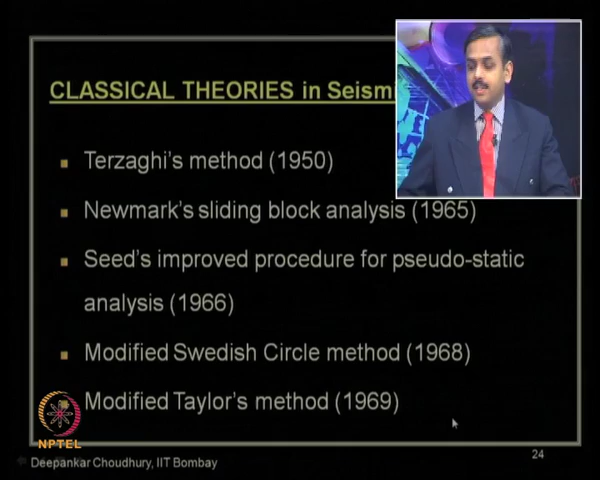 CLASSICAL THEORIES in Seism
Terzaghi's method (1950)
Newmark's sliding block analysis (1965)
Seed's improved procedure for pseudo-static
analysis (1966)
Modified Swedish Circle method (1968)
Modified Taylor's method (1969)
NPTEL
Deepankar Choudhury, IIT Bombay
24